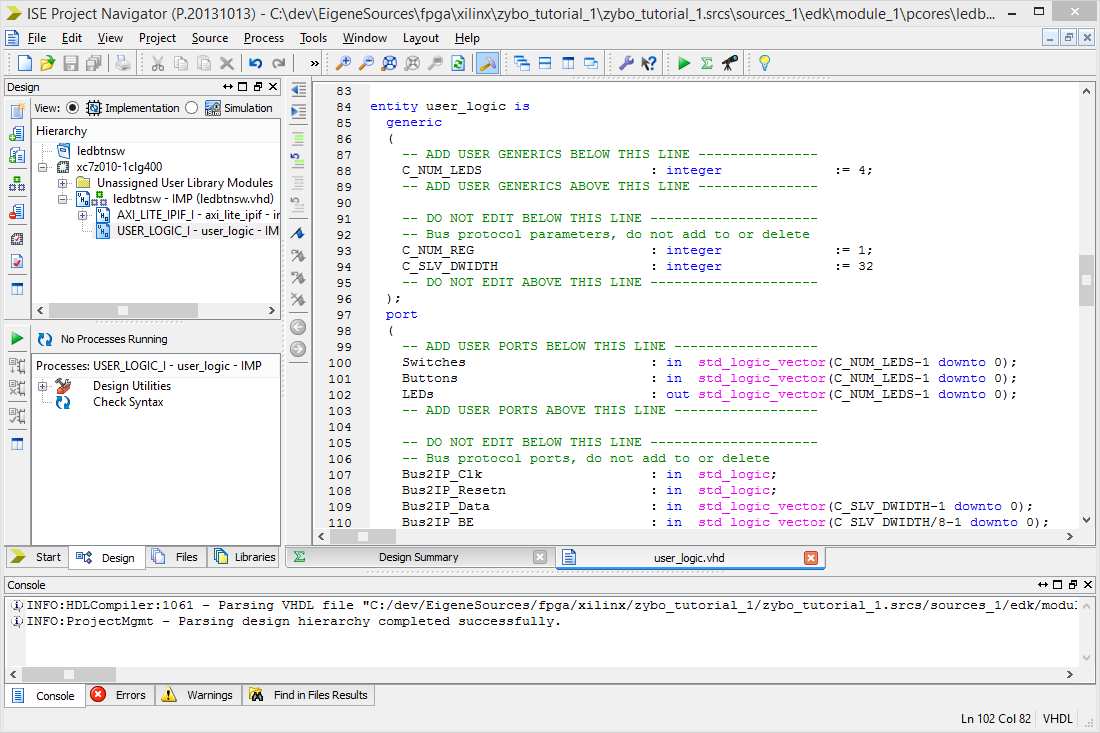 ISE Project Navigator (P.20131013) - C:\dev\EigeneSources\fpga\xilinx\zybo_tutorial_1\zybo_tutorial_1.srcs\sources_1\edk\module_1\pcores\ledb...
File Edit View Project Source Process Tools Window Layout Help
»
Design
View: Implementation Simulation
Hierarchy
ledbtnsw
xc7z010-1clg400
Unassigned User Library Modules
ledbtnsw - IMP (ledbtnsw.vhd)
AXI_LITE_IPIF_I - axi_lite_ipif - ir
USER_LOGIC_I - user_logic - IM
No Processes Running
Processes: USER_LOGIC_I - user_logic - IMP
Design Utilities
Check Syntax
Start Design Files Libraries
83
84 entity user_logic is
85 generic
86 (
87 -- ADD USER GENERICS BELOW THIS LINE ---------------
88 C_NUM_LEDS : integer := 4;
89 -- ADD USER GENERICS ABOVE THIS LINE ---------------
90
91 -- DO NOT EDIT BELOW THIS LINE ---------------------
92 -- Bus protocol parameters, do not add to or delete
93 C_NUM_REG : integer := 1;
94 C_SLV_DWIDTH : integer := 32
95 -- DO NOT EDIT ABOVE THIS LINE ---------------------
96 );
97 port
98 (
99 -- ADD USER PORTS BELOW THIS LINE ------------------
100 Switches : in std_logic_vector(C_NUM_LEDS-1 downto 0);
101 Buttons : in std_logic_vector(C_NUM_LEDS-1 downto 0);
102 LEDs : out std_logic_vector(C_NUM_LEDS-1 downto 0);
103 -- ADD USER PORTS ABOVE THIS LINE ------------------
104
105 -- DO NOT EDIT BELOW THIS LINE ---------------------
106 -- Bus protocol ports, do not add to or delete
107 Bus2IP_Clk : in std_logic;
108 Bus2IP_Resetn : in std_logic;
109 Bus2IP_Data : in std_logic_vector(C_SLV_DWIDTH-1 downto 0);
110 Bus2IP_BE : in std_logic_vector(C_SLV_DWIDTH/8-1 downto 0);
Design Summary user_logic.vhd
Console
INFO:HDLCompiler:1061 - Parsing VHDL file "C:/dev/EigeneSources/fpga/xilinx/zybo_tutorial_1/zybo_tutorial_1.srcs/sources_1/edk/modul
INFO:ProjectMgmt - Parsing design hierarchy completed successfully.
Console Errors Warnings Find in Files Results
Ln 102 Col 82 VHDL